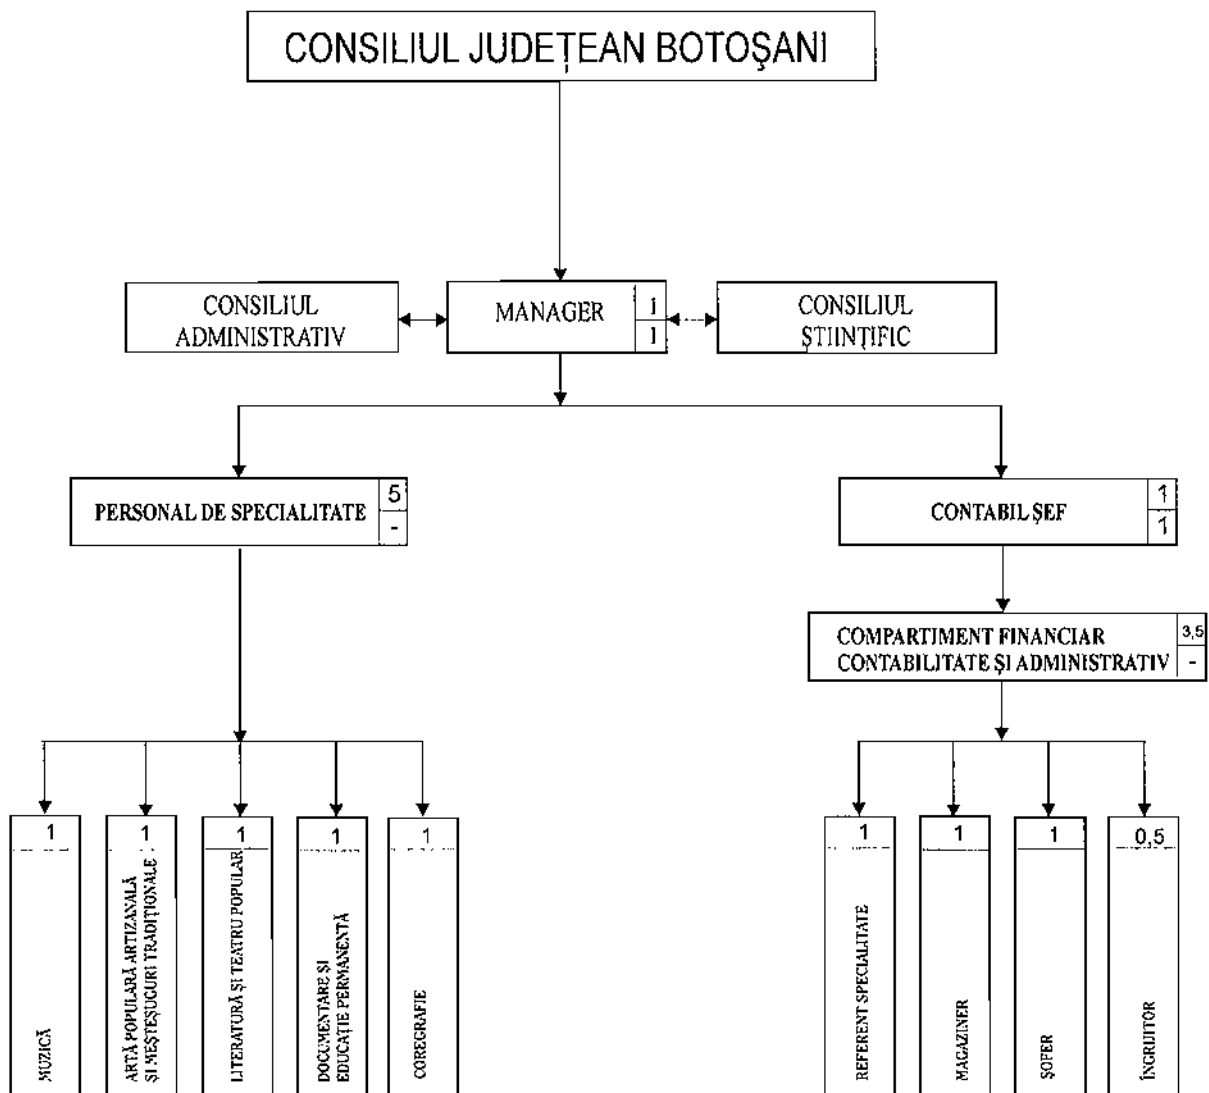 CONSILIUL JUDEȚEAN BOTOȘANI
CONSILIUL
ADMINISTRATIV
MANAGER
1
1
CONSILIUL
ȘTIINȚIFIC
PERSONAL DE SPECIALITATE
5
-
CONTABIL ȘEF
1
1
COMPARTIMENT FINANCIAR
CONTABILITATE ȘI ADMINISTRATIV
3,5
-
1
MUZICĂ
1
ARTĂ POPULARĂ ARTIZANALĂ
ȘI MEȘTEȘUGURI TRADIȚIONALE
1
LITERATURĂ ȘI TEATRU POPULAR
1
DOCUMENTARE ȘI
EDUCAȚIE PERMANENTĂ
1
COREGRAFIE
1
REFERENT SPECIALITATE
1
MAGAZINER
1
ȘOFER
0,5
ÎNGRIJITOR